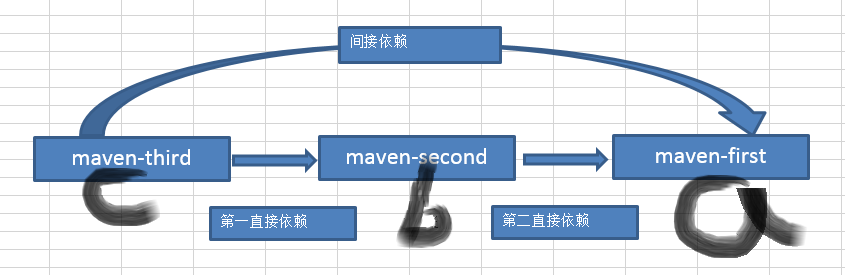 间接依赖
maven-third
maven-second
maven-first
c
b
a
第一直接依赖
第二直接依赖